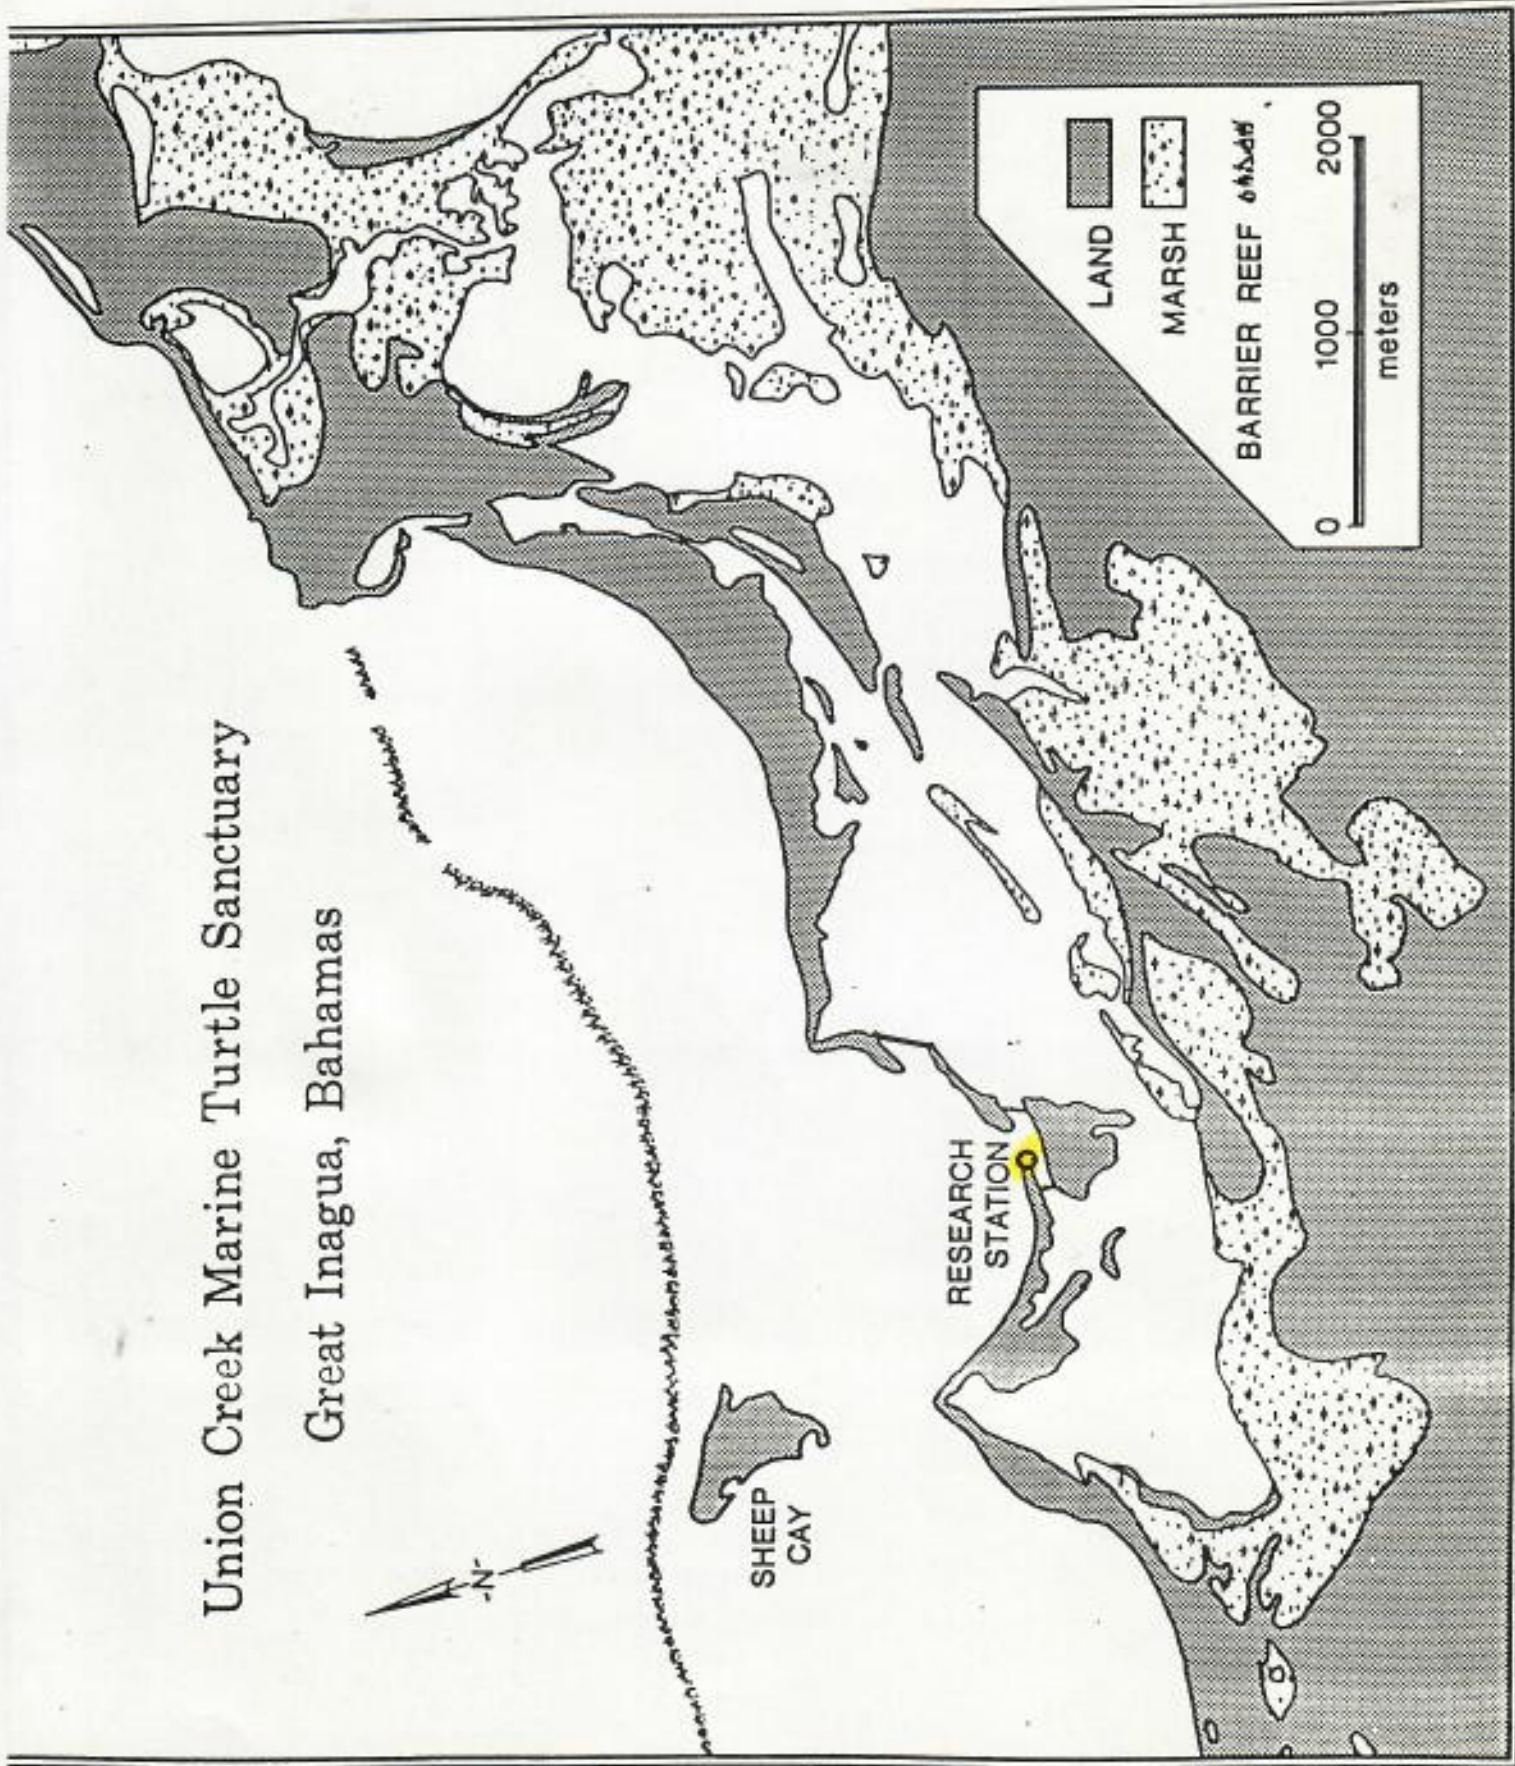 Union Creek Marine Turtle Sanctuary
Great Inagua, Bahamas
-N-
SHEEP
CAY
RESEARCH
STATION
LAND
MARSH
BARRIER REEF
0 1000 2000
meters